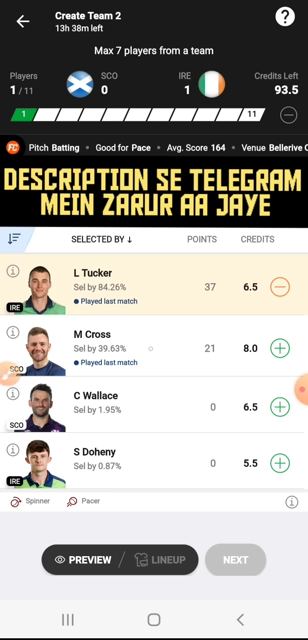 Create Team 2
13h 38m left
?
Max 7 players from a team
Players
1 / 11
SCO
0
IRE
1
Credits Left
93.5
1
11
FC Pitch Batting • Good for Pace • Avg. Score 164 • Venue Bellerive
DESCRIPTION SE TELEGRAM
MEIN ZARUR AA JAYE
SELECTED BY ↓ POINTS CREDITS
L Tucker
Sel by 84.26%
• Played last match
IRE
37
6.5
M Cross
Sel by 39.63%
• Played last match
SCO
21
8.0
C Wallace
Sel by 1.95%
SCO
0
6.5
S Doheny
Sel by 0.87%
IRE
0
5.5
Spinner Pacer
PREVIEW / LINEUP
NEXT